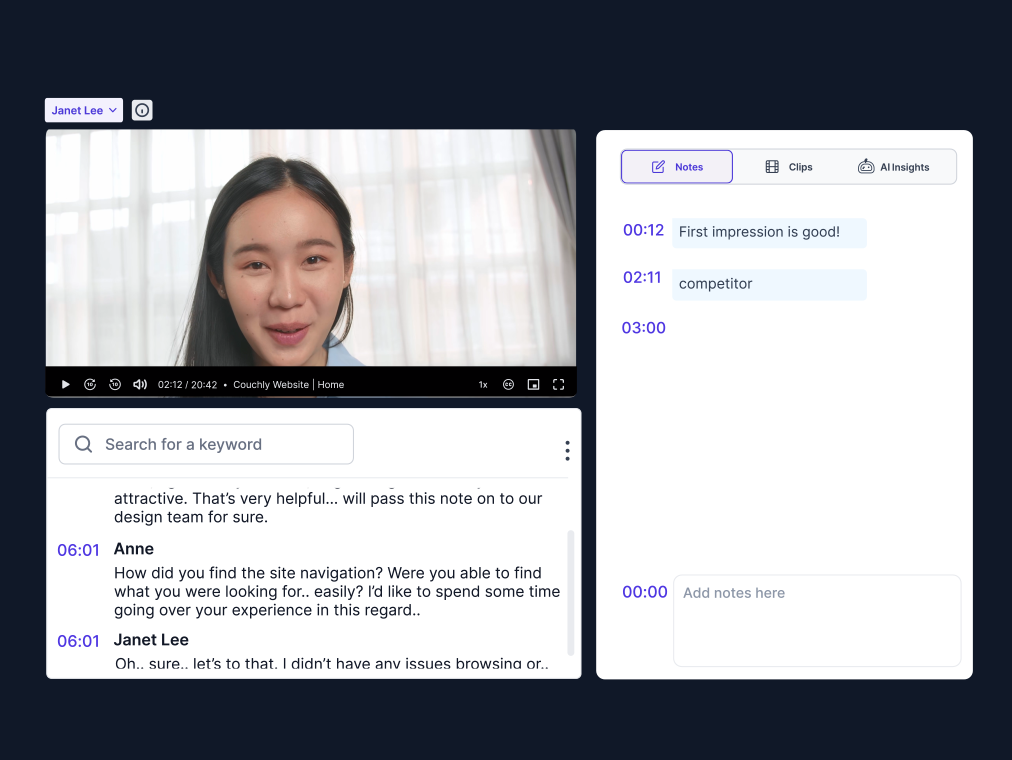 Janet Lee
02:12 / 20:42 • Couchly Website | Home
1x
CC
Search for a keyword
attractive. That's very helpful... will pass this note on to our
design team for sure.
06:01 Anne
How did you find the site navigation? Were you able to find
what you were looking for.. easily? I'd like to spend some time
going over your experience in this regard..
06:01 Janet Lee
Oh.. sure.. let's to that. I didn't have any issues browsing or..
Notes Clips AI Insights
00:12 First impression is good!
02:11 competitor
03:00
00:00 Add notes here